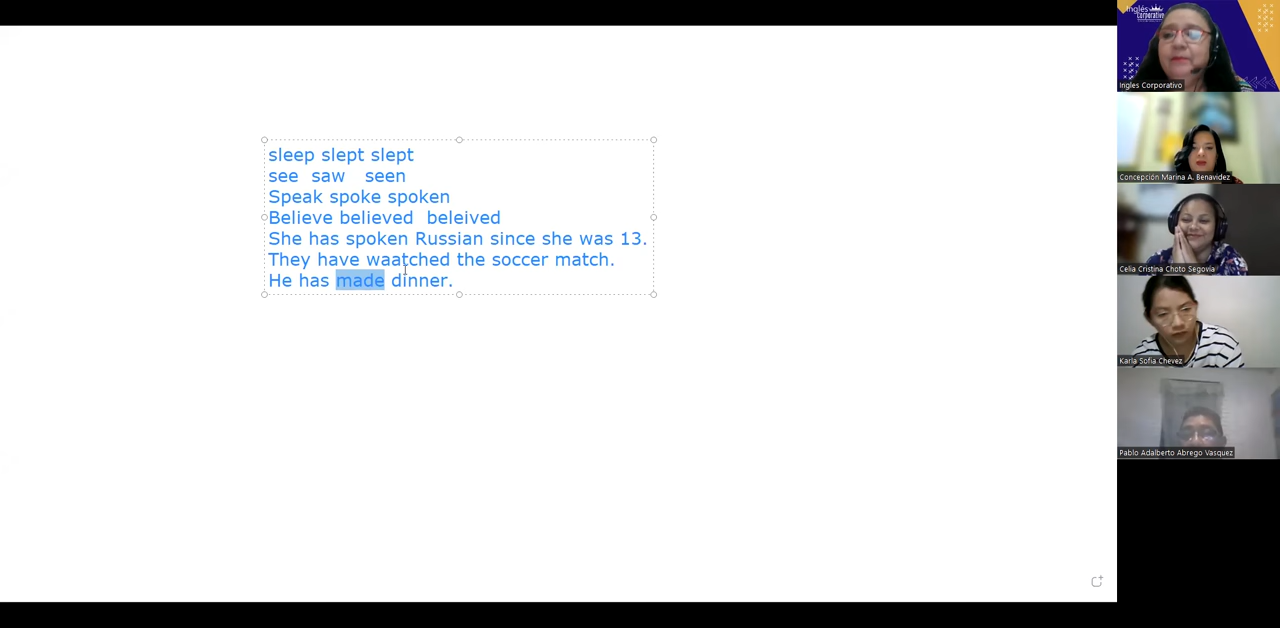 sleep slept slept
see saw seen
Speak spoke spoken
Believe believed beleived
She has spoken Russian since she was 13.
They have waatched the soccer match.
He has made dinner.
Inglés
Corporativo
Ingles Corporativo
Concepción Marina A. Benavidez
Celia Cristina Choto Segovia
Karla Sofia Chevez
Pablo Adalberto Abrego Vasquez